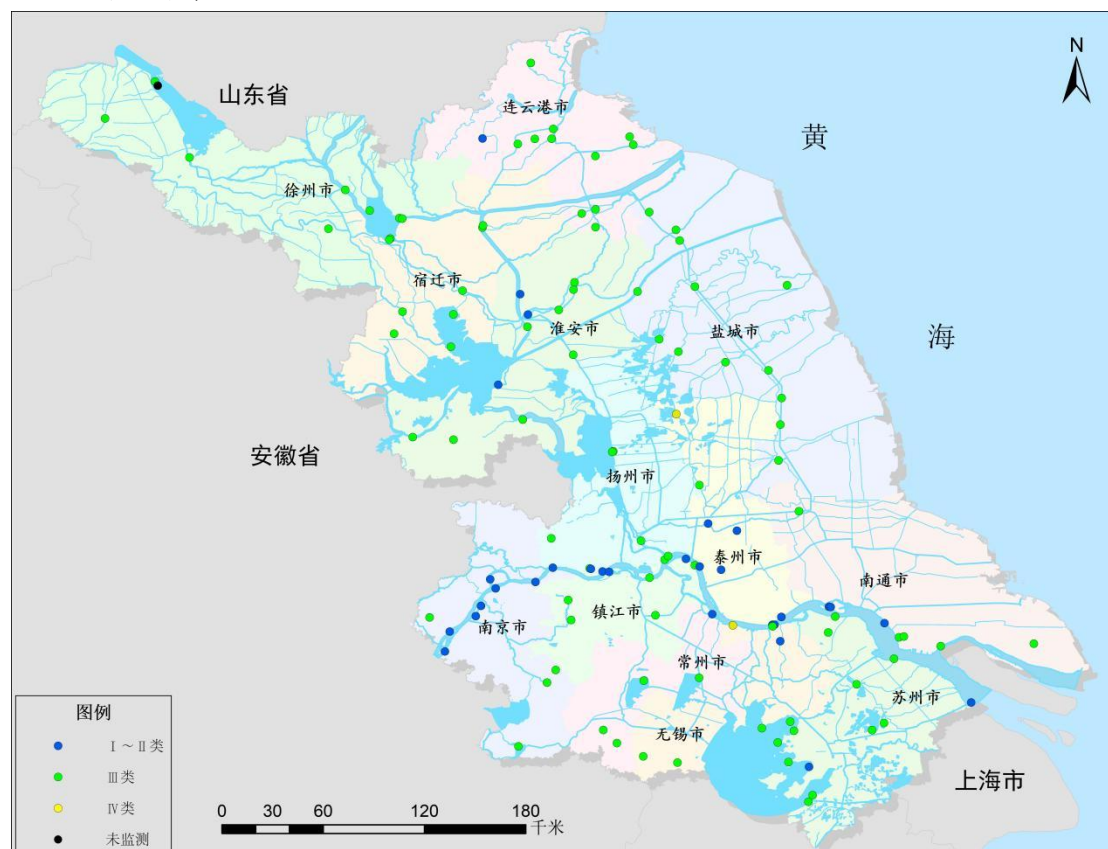 山东省
N
连云港市
黄
徐州市
宿迁市
淮安市
盐城市
海
安徽省
扬州市
泰州市
南通市
镇江市
南京市
常州市
苏州市
无锡市
上海市
图例
Ⅰ～Ⅱ类
Ⅲ类
Ⅳ类
未监测
0 30 60 120 180
千米